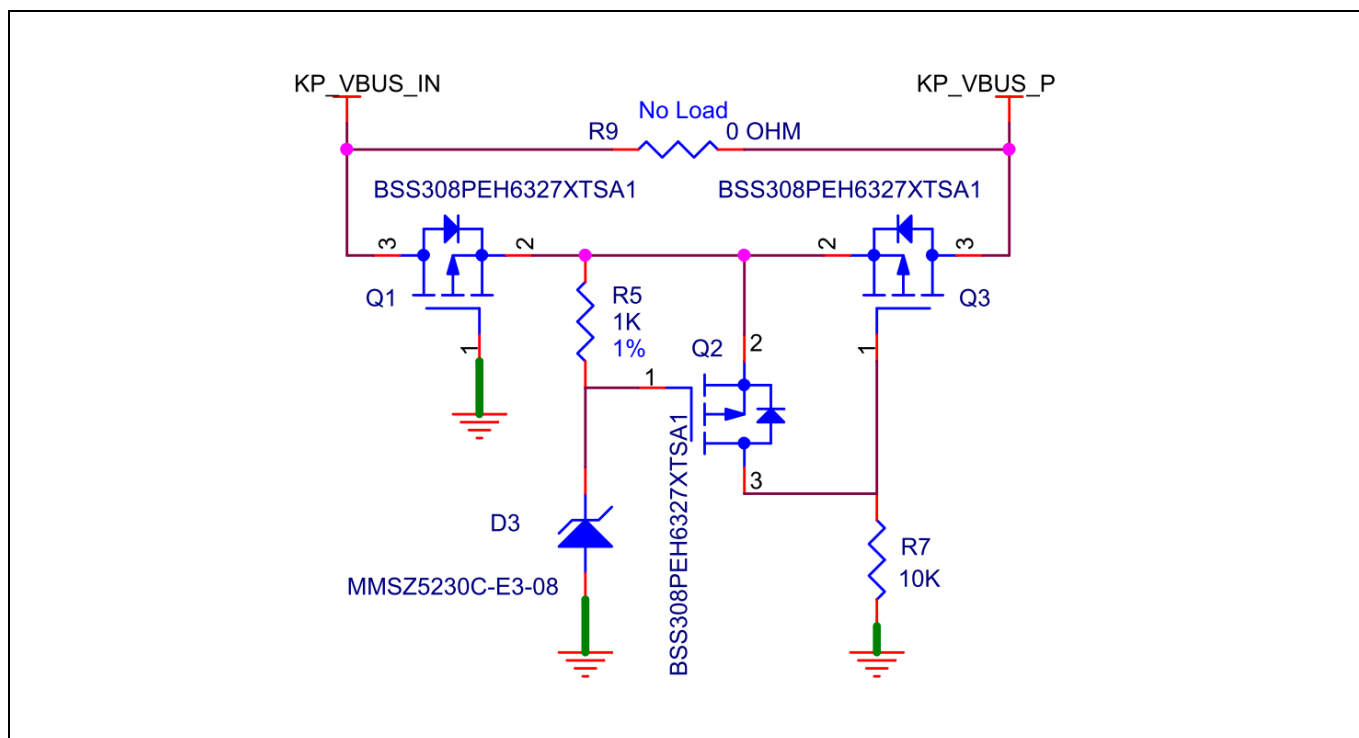 KP_VBUS_IN
KP_VBUS_P
No Load
R9
0 OHM
BSS308PEH6327XTSA1
BSS308PEH6327XTSA1
3
2
2
3
Q1
R5
1K
1%
Q3
1
1
Q2
2
1
BSS308PEH6327XTSA1
3
D3
R7
10K
MMSZ5230C-E3-08